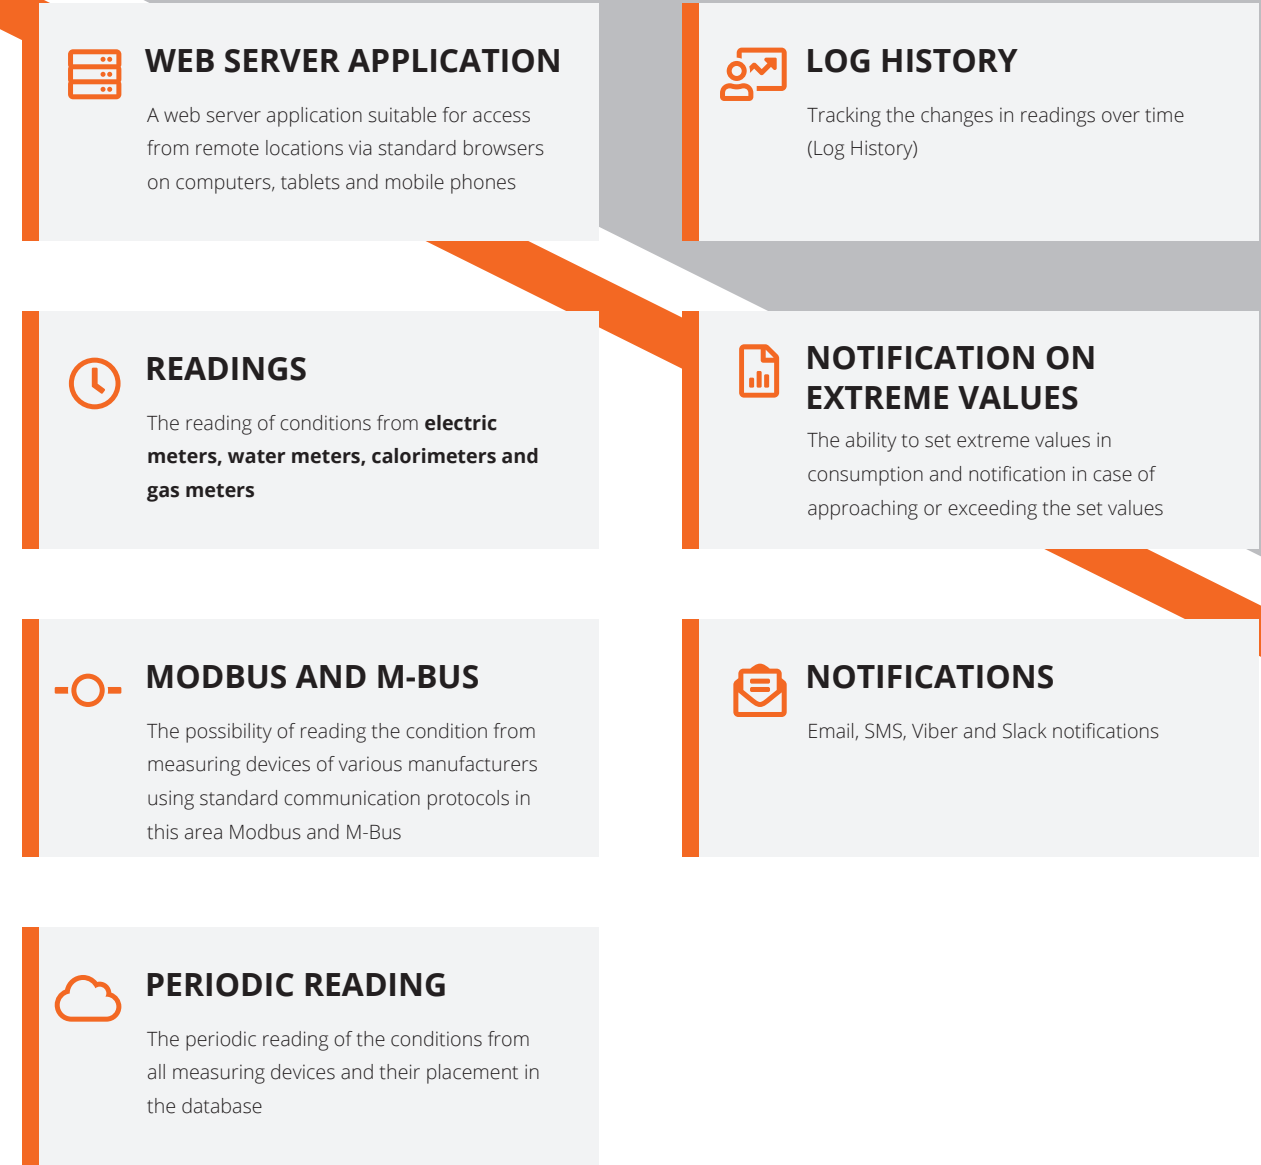 WEB SERVER APPLICATION
A web server application suitable for access
from remote locations via standard browsers
on computers, tablets and mobile phones
LOG HISTORY
Tracking the changes in readings over time
(Log History)
READINGS
The reading of conditions from electric
meters, water meters, calorimeters and
gas meters
NOTIFICATION ON
EXTREME VALUES
The ability to set extreme values in
consumption and notification in case of
approaching or exceeding the set values
MODBUS AND M-BUS
The possibility of reading the condition from
measuring devices of various manufacturers
using standard communication protocols in
this area Modbus and M-Bus
NOTIFICATIONS
Email, SMS, Viber and Slack notifications
PERIODIC READING
The periodic reading of the conditions from
all measuring devices and their placement in
the database